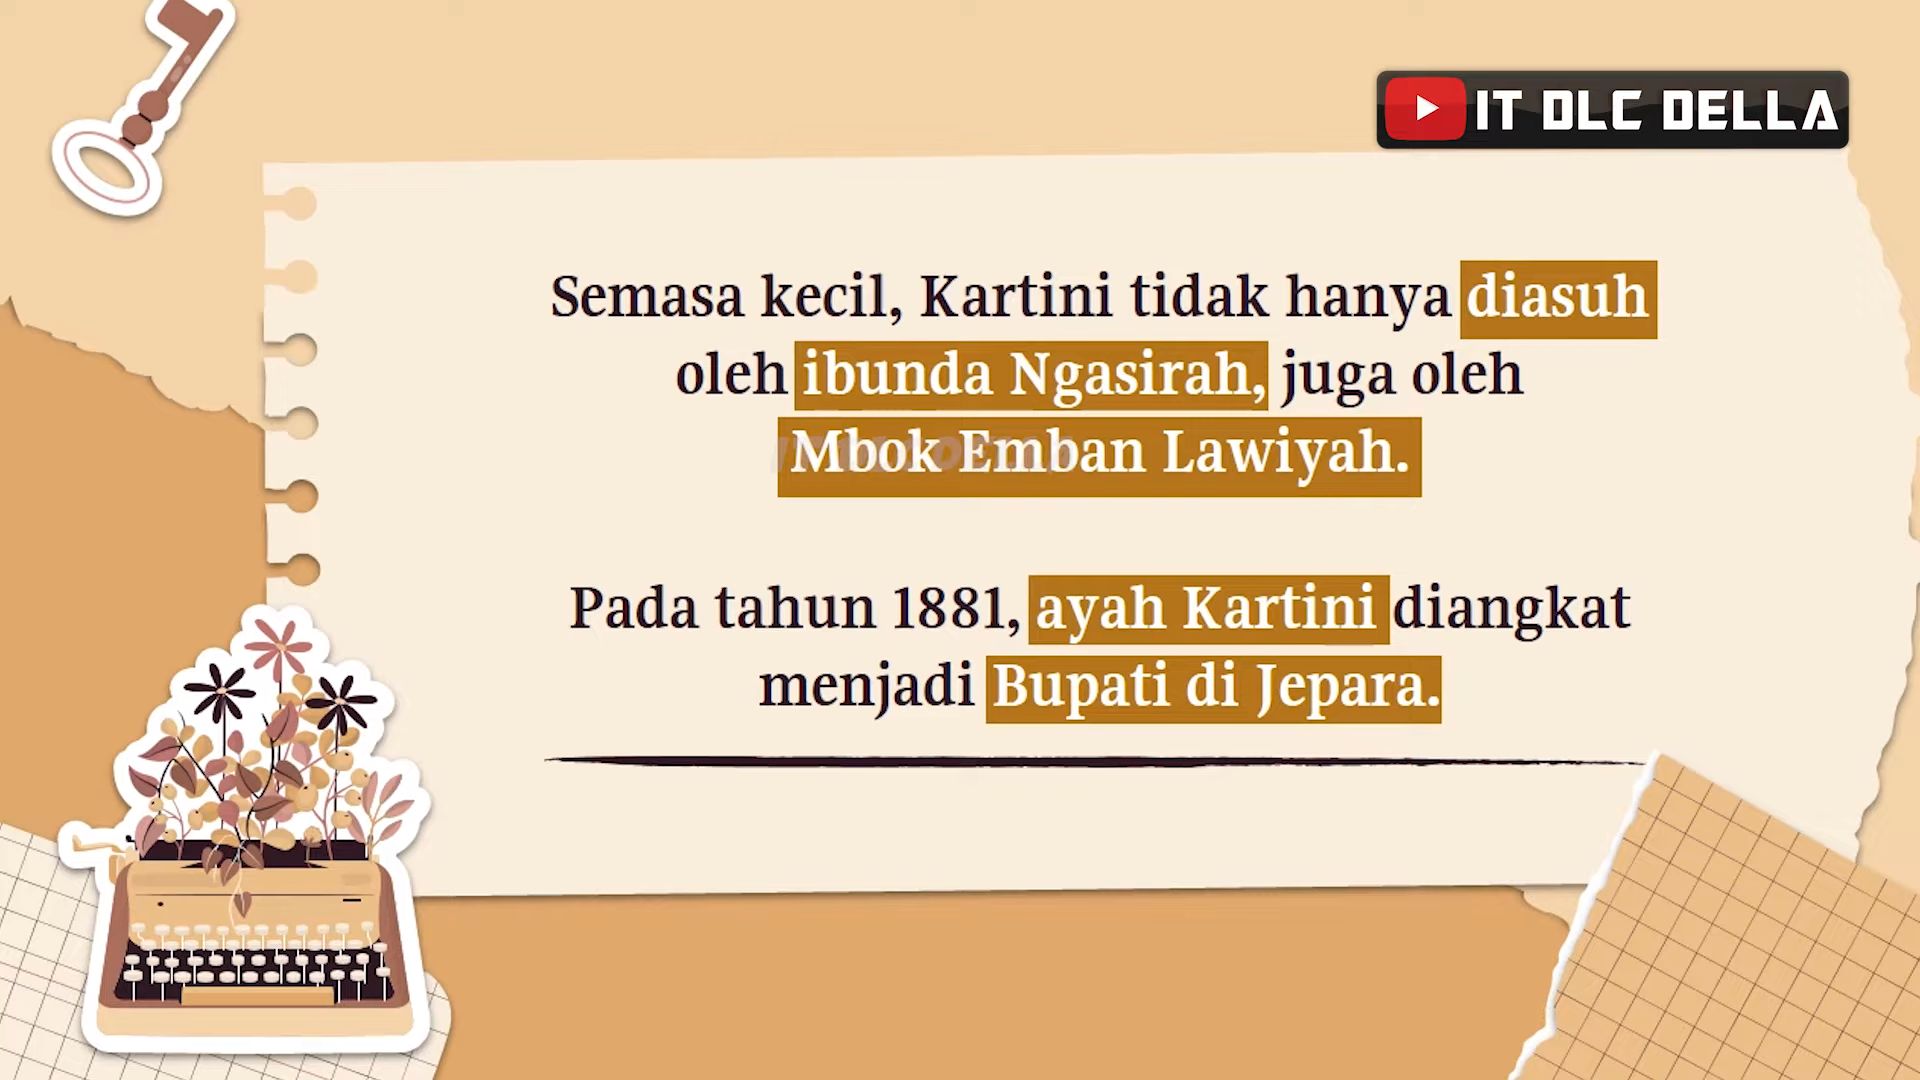 IT DLC DELLA
Semasa kecil, Kartini tidak hanya diasuh
oleh ibunda Ngasirah, juga oleh
Mbok Emban Lawiyah.
Pada tahun 1881, ayah Kartini diangkat
menjadi Bupati di Jepara.